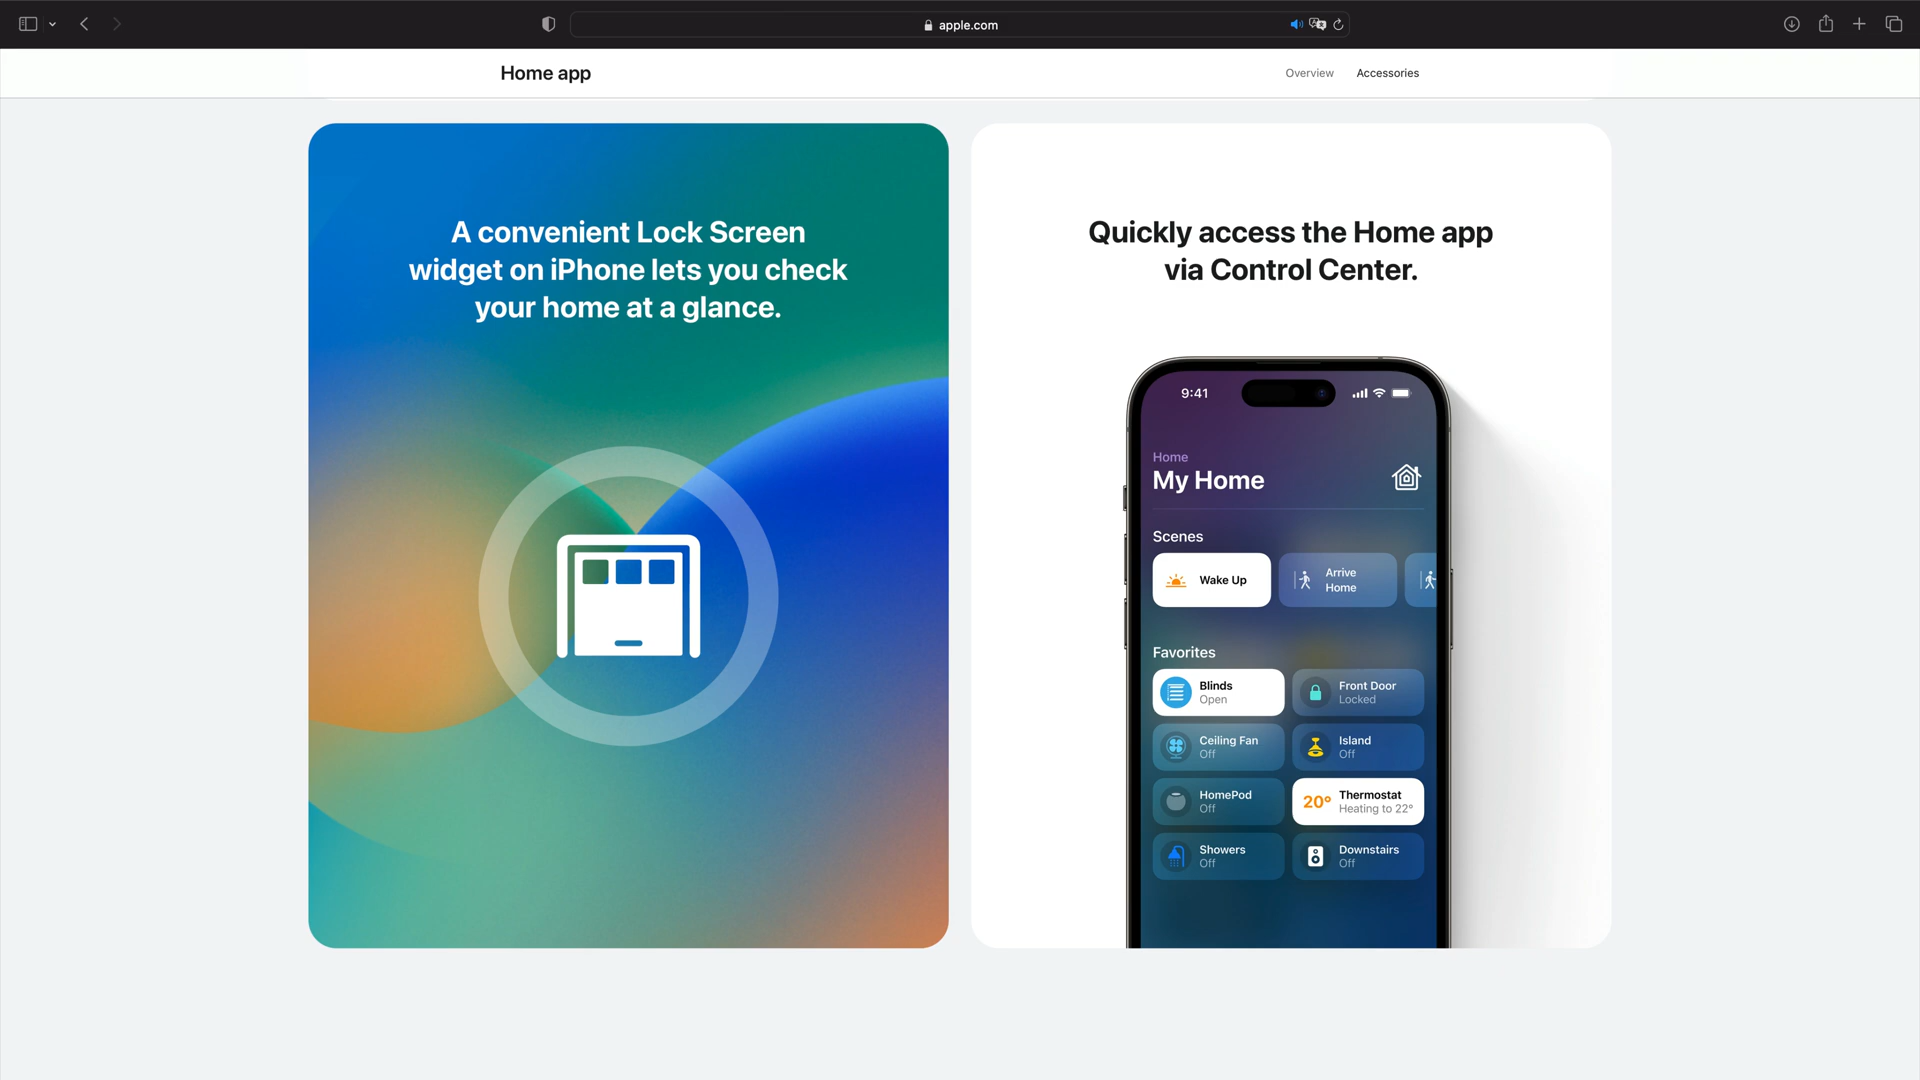 apple.com
Home app
Overview
Accessories
A convenient Lock Screen
widget on iPhone lets you check
your home at a glance.
Quickly access the Home app
via Control Center.
9:41
Home
My Home
Scenes
Wake Up
Arrive
Home
Favorites
Blinds
Open
Front Door
Locked
Ceiling Fan
Off
Island
Off
HomePod
Off
20°
Thermostat
Heating to 22°
Showers
Off
Downstairs
Off